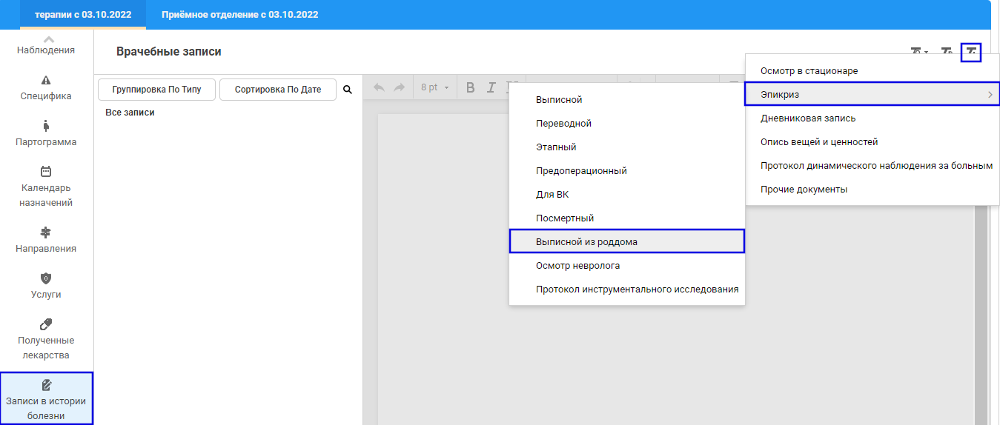 терапии с 03.10.2022
Приёмное отделение с 03.10.2022
Наблюдения
Специфика
Партограмма
Календарь
назначений
Направления
Услуги
Полученные
лекарства
Записи в истории
болезни
Врачебные записи
Группировка По Типу
Сортировка По Дате
Все записи
8 pt
B
I
Выписной
Переводной
Этапный
Предоперационный
Для ВК
Посмертный
Выписной из роддома
Осмотр невролога
Протокол инструментального исследования
Осмотр в стационаре
Эпикриз
Дневниковая запись
Опись вещей и ценностей
Протокол динамического наблюдения за больным
Прочие документы